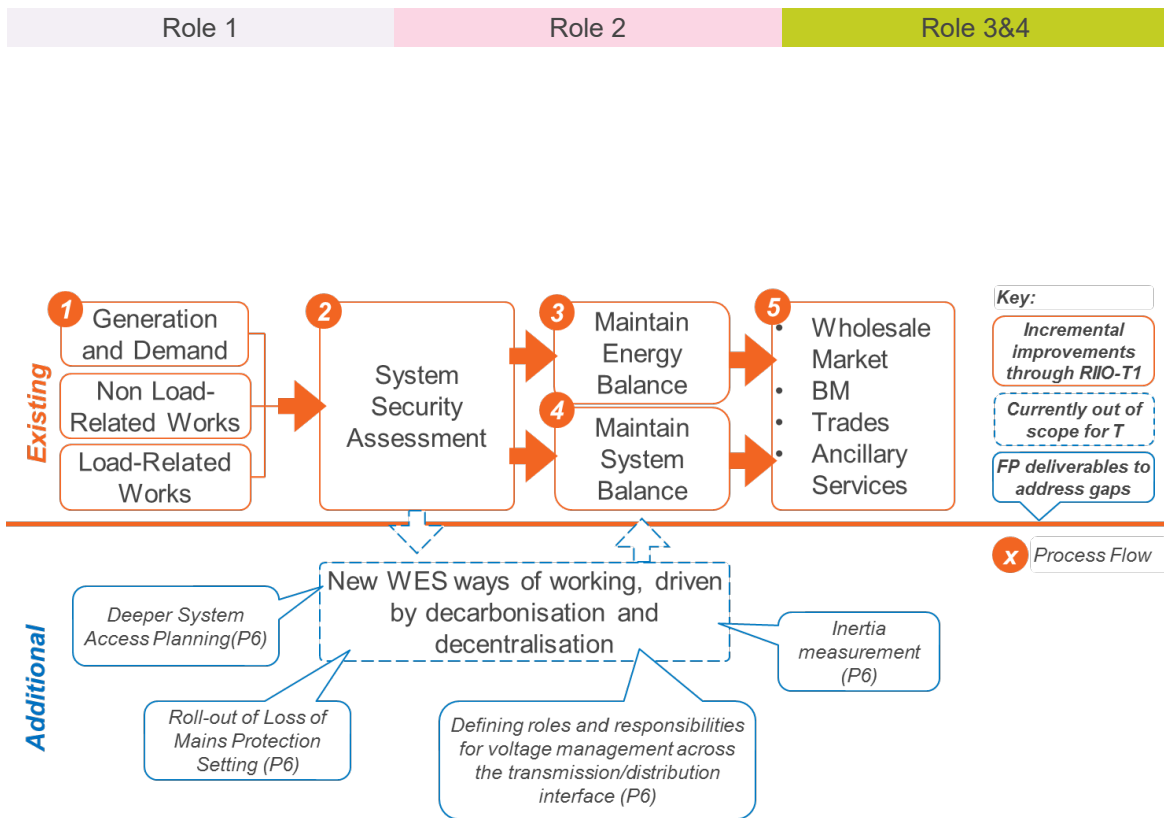 Role 1
Role 2
Role 3&4
1
Generation
and Demand
Non Load-
Related Works
Load-Related
Works
Existing
2
System
Security
Assessment
3
Maintain
Energy
Balance
4
Maintain
System
Balance
5
• Wholesale
Market
• BM
• Trades
• Ancillary
Services
Key:
Incremental
improvements
through RIIO-T1
Currently out of
scope for T
FP deliverables to
address gaps
x Process Flow
Additional
New WES ways of working, driven
by decarbonisation and
decentralisation
Deeper System
Access Planning(P6)
Roll-out of Loss of
Mains Protection
Setting (P6)
Defining roles and responsibilities
for voltage management across
the transmission/distribution
interface (P6)
Inertia
measurement
(P6)